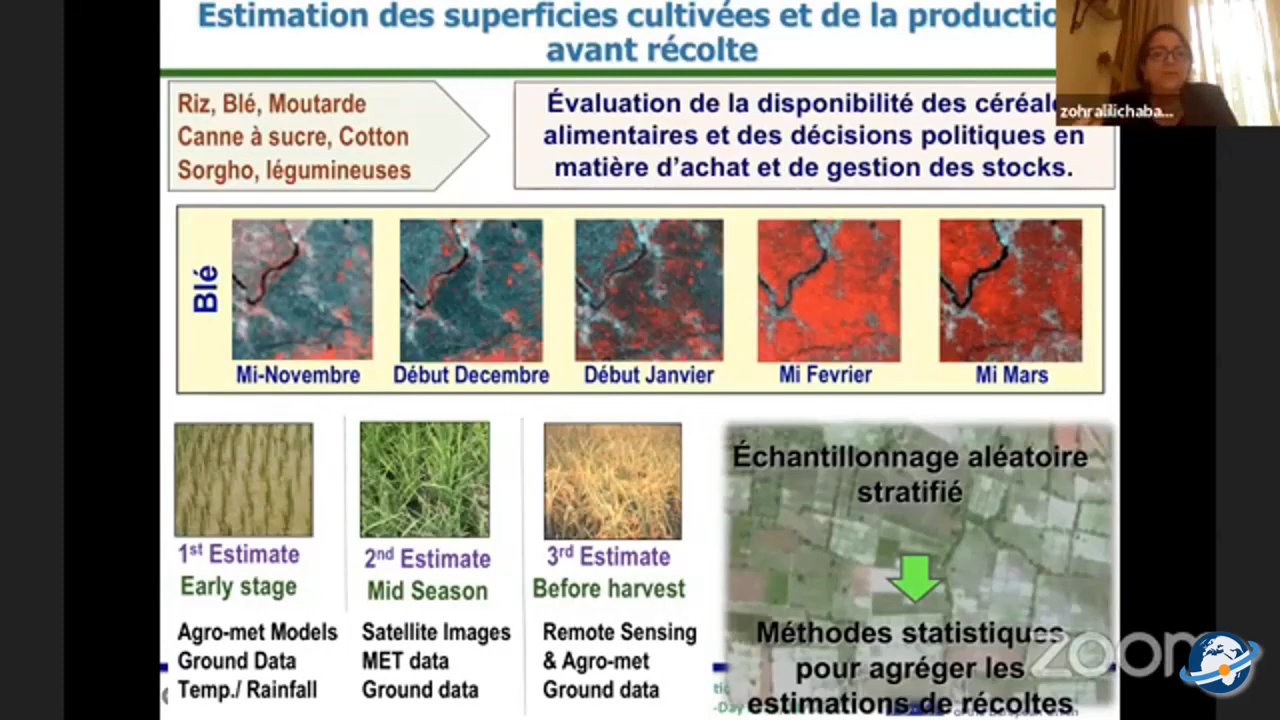 Estimation des superficies cultivées et de la productio
avant récolte
Riz, Blé, Moutarde
Canne à sucre, Cotton
Sorgho, légumineuses
Évaluation de la disponibilité des céréale
alimentaires et des décisions politiques en
matière d'achat et de gestion des stocks.
zohralilichaba...
Blé
Mi-Novembre
Début Decembre
Début Janvier
Mi Fevrier
Mi Mars
1st Estimate
Early stage
Agro-met Models
Ground Data
Temp./ Rainfall
2nd Estimate
Mid Season
Satellite Images
MET data
Ground data
3rd Estimate
Before harvest
Remote Sensing
& Agro-met
Ground data
Échantillonnage aléatoire
stratifié
Méthodes statistiques
pour agréger les
estimations de récoltes
zoom